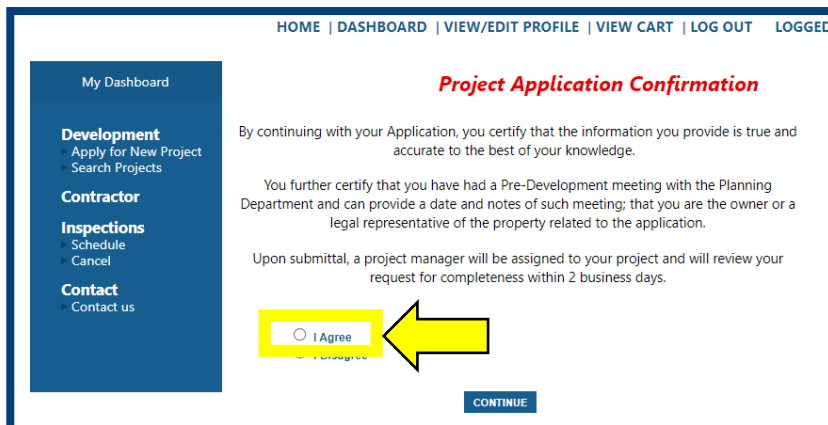 HOME | DASHBOARD | VIEW/EDIT PROFILE | VIEW CART | LOG OUT LOGGED
My Dashboard
Development
Apply for New Project
Search Projects
Contractor
Inspections
Schedule
Cancel
Contact
Contact us
Project Application Confirmation
By continuing with your Application, you certify that the information you provide is true and
accurate to the best of your knowledge.
You further certify that you have had a Pre-Development meeting with the Planning
Department and can provide a date and notes of such meeting; that you are the owner or a
legal representative of the property related to the application.
Upon submittal, a project manager will be assigned to your project and will review your
request for completeness within 2 business days.
I Agree
I Disagree
CONTINUE